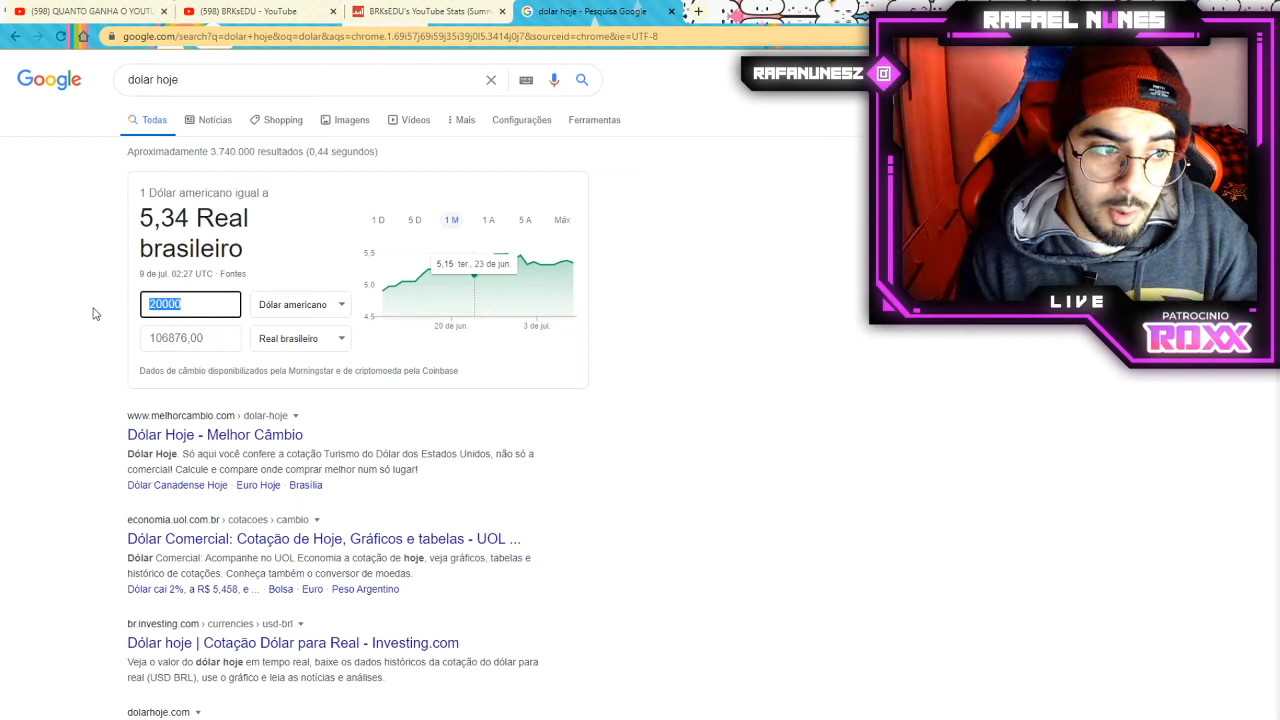 (598) QUANTO GANHA O YOUT
(598) BRKsEDU - YouTube
BRKsEDU's YouTube Stats (Summ
dolar hoje - Pesquisa Google
google.com/search?q=dolar+hoje&oq=dolar&aqs=chrome.1.69i57j69i59j35i39j0l5.3414j0j7&sourceid=chrome&ie=UTF-8
RAFAEL NUNES
RAFANUNESZ
Google
dolar hoje
Todas
Notícias
Shopping
Imagens
Vídeos
Mais
Configurações
Ferramentas
Aproximadamente 3.740.000 resultados (0,44 segundos)
1 Dólar americano igual a
5,34 Real
brasileiro
9 de jul. 02:27 UTC · Fontes
1 D
5 D
1 M
1 A
5 A
Máx
5,5
5,15 ter., 23 de jun.
5.0
4.5
20 de jun.
3 de jul.
20000
Dólar americano
106876,00
Real brasileiro
Dados de câmbio disponibilizados pela Morningstar e de criptomoeda pela Coinbase
LIVE
PATROCINIO
ROXX
www.melhorcambio.com › dolar-hoje
Dólar Hoje - Melhor Câmbio
Dólar Hoje. Só aqui você confere a cotação Turismo do Dólar dos Estados Unidos, não só a
comercial! Calcule e compare onde comprar melhor num só lugar!
Dólar Canadense Hoje · Euro Hoje · Brasília
economia.uol.com.br › cotacoes › cambio
Dólar Comercial: Cotação de Hoje, Gráficos e tabelas - UOL ...
Dólar Comercial: Acompanhe no UOL Economia a cotação de hoje, veja gráficos, tabelas e
histórico de cotações. Conheça também o conversor de moedas.
Dólar cai 2%, a R$ 5,458, e ... · Bolsa · Euro · Peso Argentino
br.investing.com › currencies › usd-brl
Dólar hoje | Cotação Dólar para Real - Investing.com
Veja o valor do dólar hoje em tempo real, baixe os dados históricos da cotação do dólar para
real (USD BRL), use o gráfico e leia as notícias e análises.
dolarhoje.com